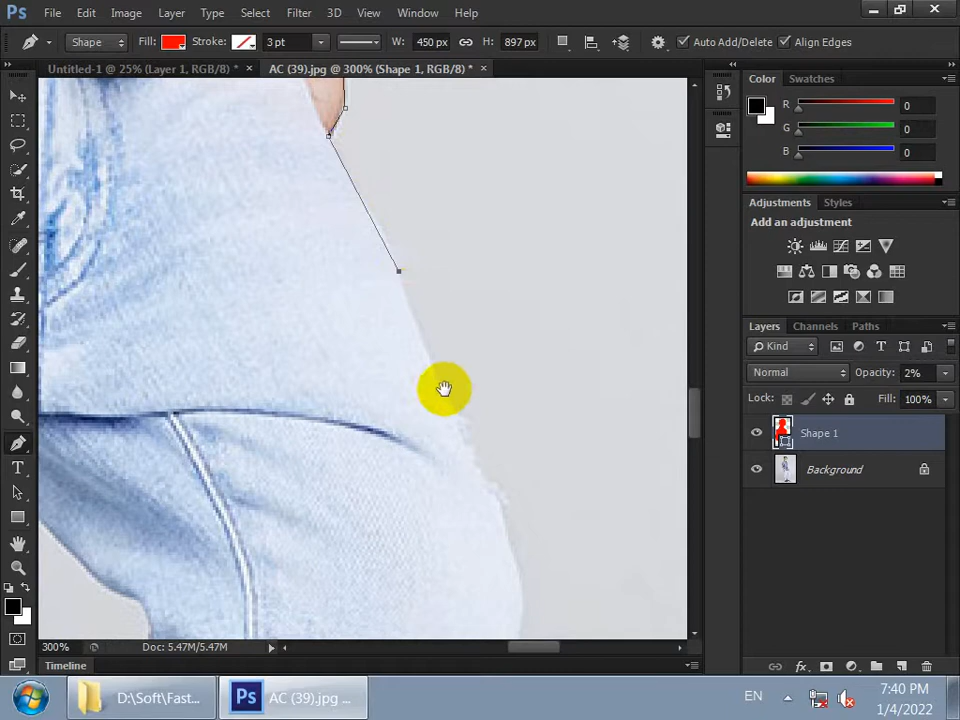 Ps File Edit Image Layer Type Select Filter 3D View Window Help
Shape Fill: Stroke: 3 pt W: 450 px H: 897 px Auto Add/Delete Align Edges
Untitled-1 @ 25% (Layer 1, RGB/8) * × AC (39).jpg @ 300% (Shape 1, RGB/8) * ×
Color Swatches
R 0
G 0
B 0
Adjustments Styles
Add an adjustment
Layers Channels Paths
Kind
Normal Opacity: 2%
Lock: Fill: 100%
Shape 1
Background
300% Doc: 5.47M/5.47M
Timeline
D:\Soft\Fast... Ps AC (39).jpg ... EN 7:40 PM
1/4/2022